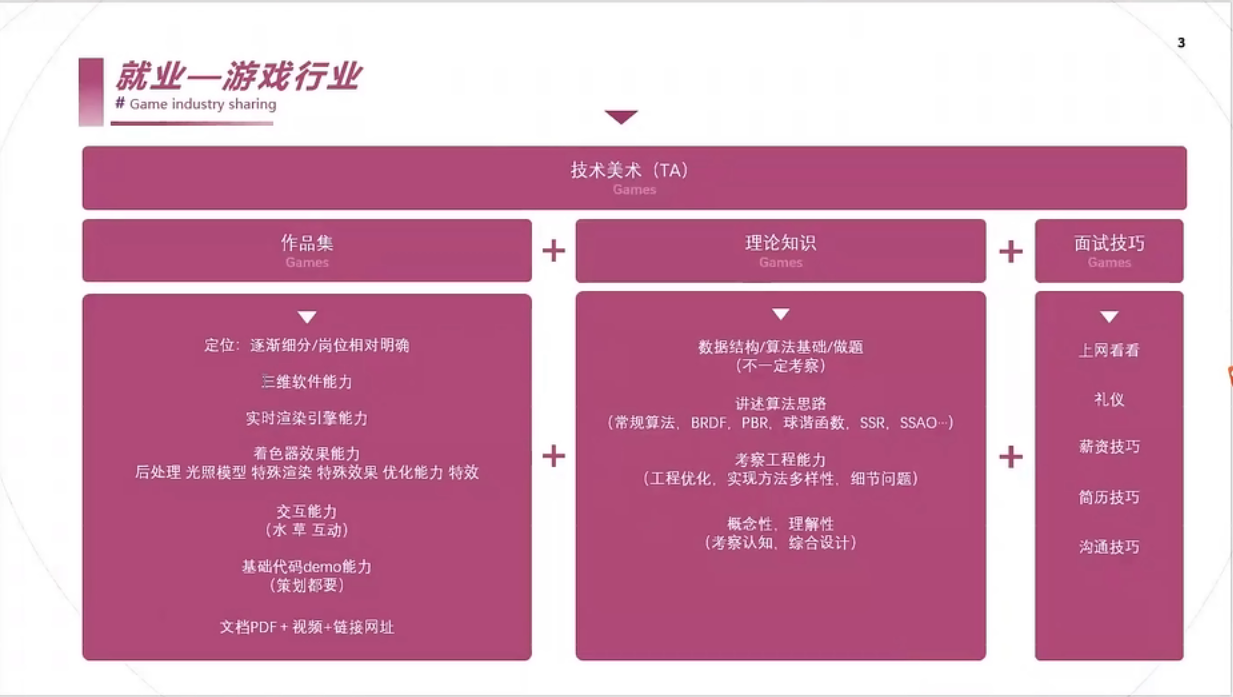 3
就业—游戏行业
# Game industry sharing
技术美术（TA）
Games
作品集
Games
理论知识
Games
面试技巧
Games
定位：逐渐细分/岗位相对明确
三维软件能力
实时渲染引擎能力
着色器效果能力
后处理 光照模型 特殊渲染 特殊效果 优化能力 特效
交互能力
（水 草 互动）
基础代码demo能力
（策划都要）
文档PDF + 视频+链接网址
数据结构/算法基础/做题
（不一定考察）
讲述算法思路
（常规算法，BRDF，PBR，球谐函数，SSR，SSAO…）
考察工程能力
（工程优化，实现方法多样性，细节问题）
概念性，理解性
（考察认知，综合设计）
上网看看
礼仪
薪资技巧
简历技巧
沟通技巧